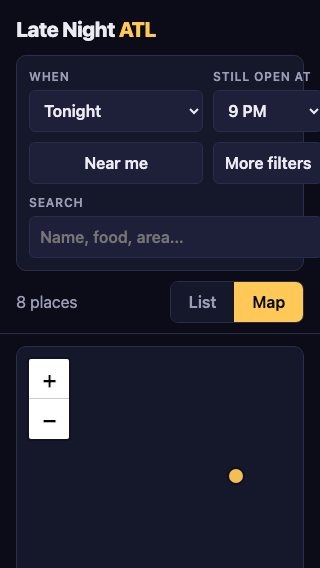 Late Night ATL
WHEN STILL OPEN AT
Tonight 9 PM
Near me More filters
SEARCH
Name, food, area...
8 places List Map
+
−